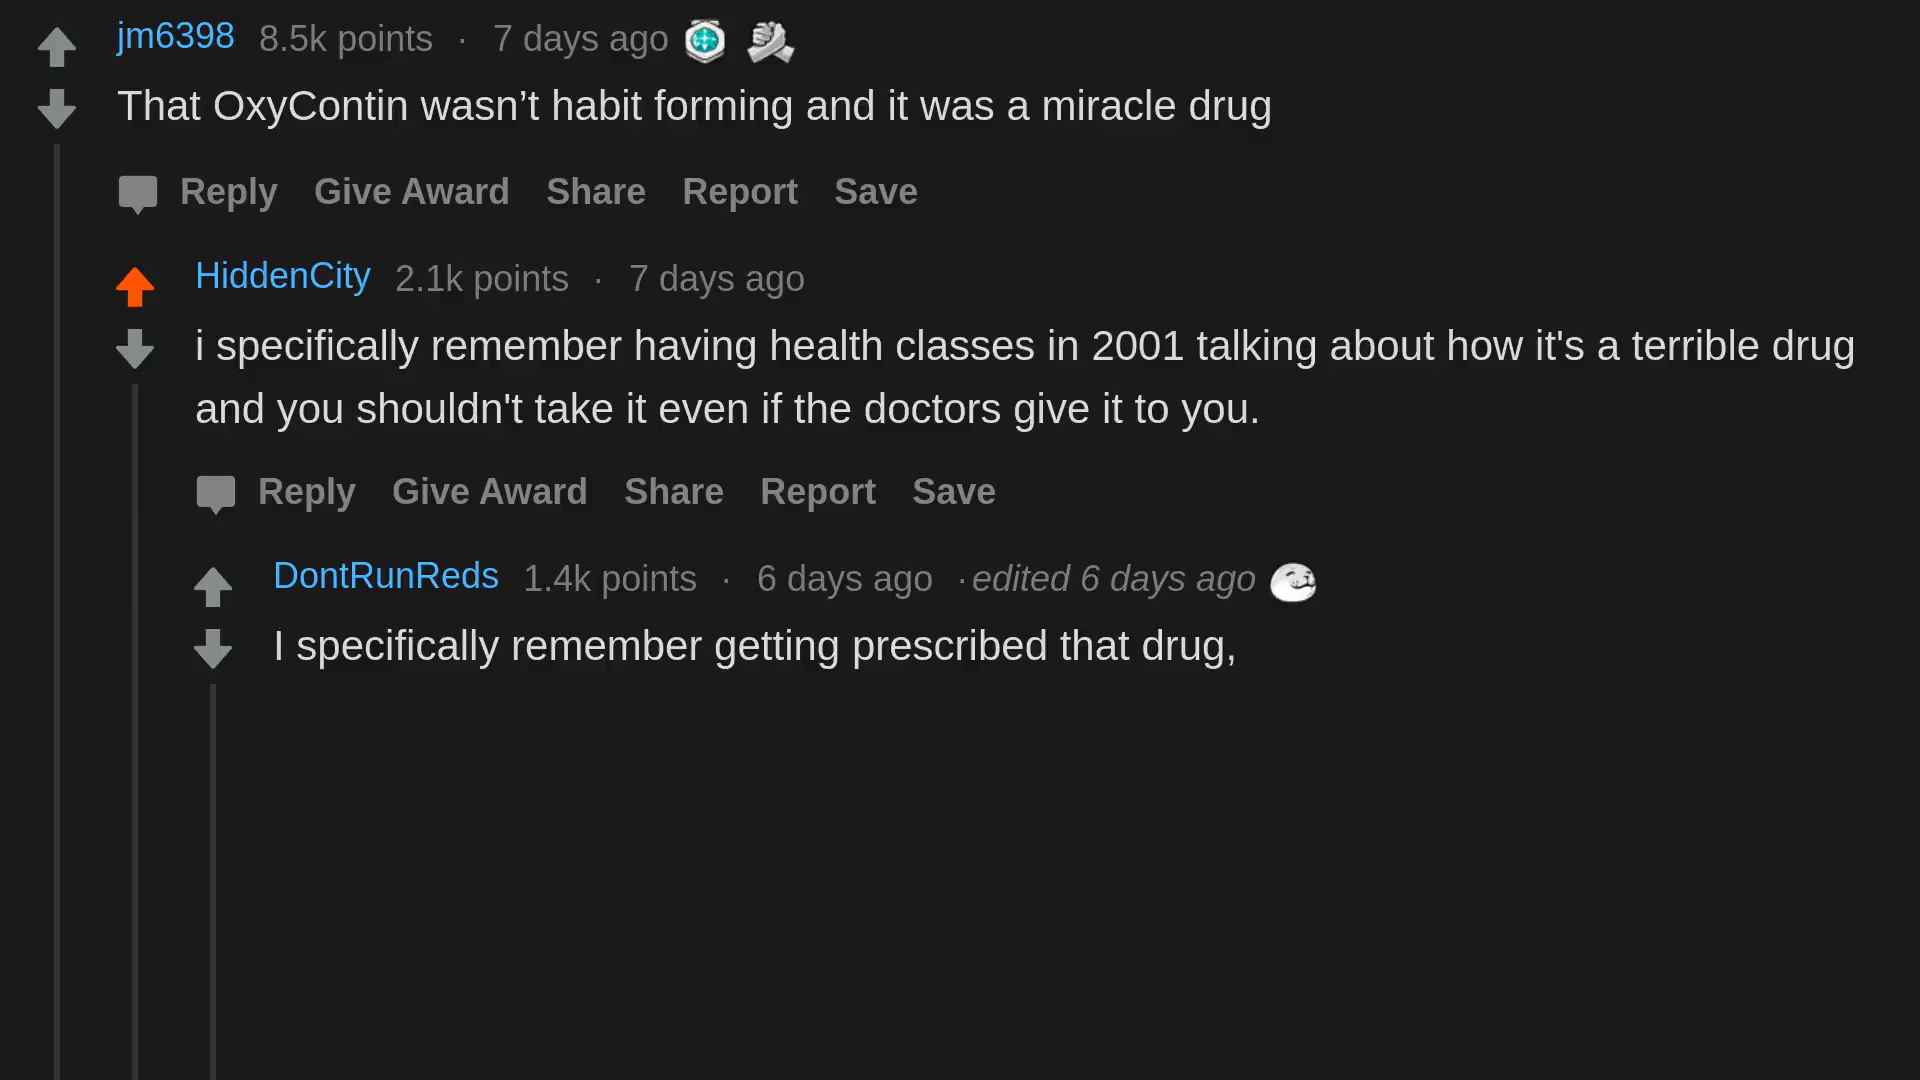 jm6398 8.5k points · 7 days ago
That OxyContin wasn’t habit forming and it was a miracle drug
Reply Give Award Share Report Save
HiddenCity 2.1k points · 7 days ago
i specifically remember having health classes in 2001 talking about how it's a terrible drug
and you shouldn't take it even if the doctors give it to you.
Reply Give Award Share Report Save
DontRunReds 1.4k points · 6 days ago ·edited 6 days ago
I specifically remember getting prescribed that drug,